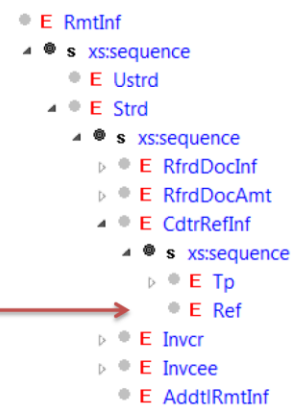 E RmtInf
s xs:sequence
E Ustrd
E Strd
s xs:sequence
E RfrdDocInf
E RfrdDocAmt
E CdtrRefInf
s xs:sequence
E Tp
E Ref
E Invcr
E Invcee
E AddtlRmtInf